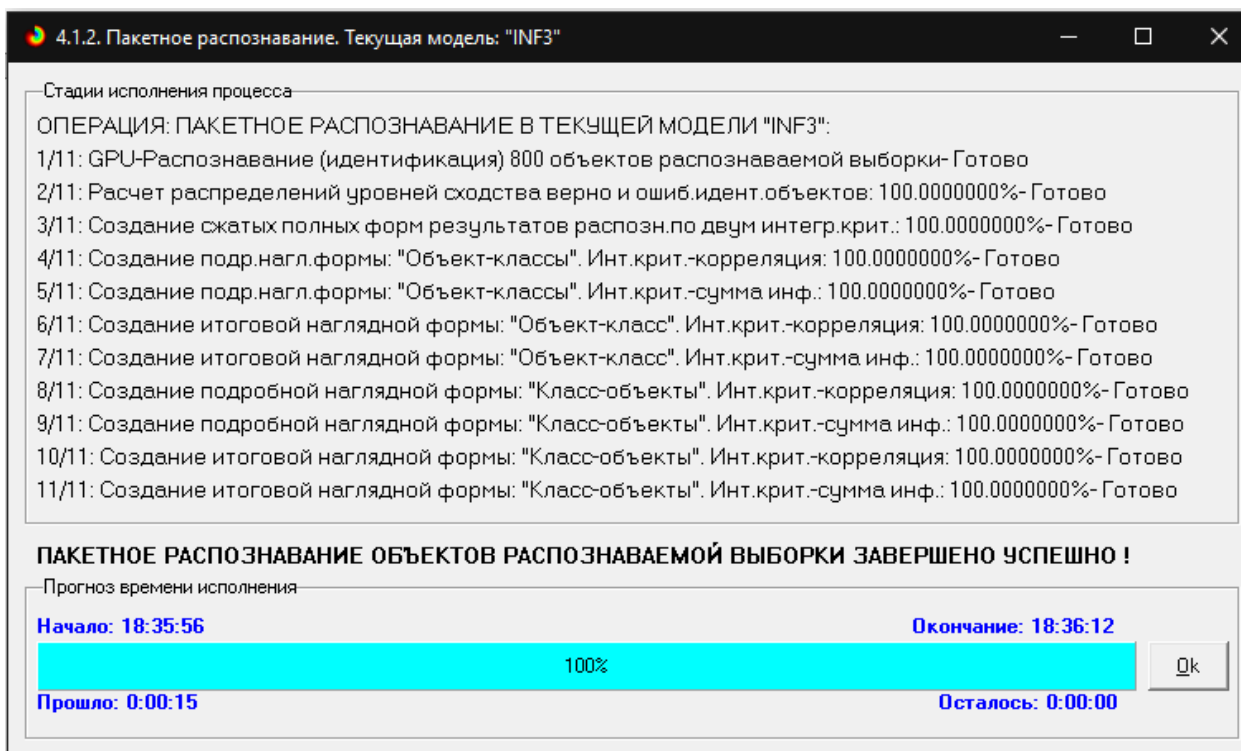 4.1.2. Пакетное распознавание. Текущая модель: "INF3"
Стадии исполнения процесса
ОПЕРАЦИЯ: ПАКЕТНОЕ РАСПОЗНАВАНИЕ В ТЕКУЩЕЙ МОДЕЛИ "INF3":
1/11: GPU-Распознавание (идентификация) 800 объектов распознаваемой выборки- Готово
2/11: Расчет распределений уровней сходства верно и ошиб.идент.объектов: 100.0000000%- Готово
3/11: Создание сжатых полных форм результатов распозн.по двум интегр.крит.: 100.0000000%- Готово
4/11: Создание подр.нагл.формы: "Объект-классы". Инт.крит.-корреляция: 100.0000000%- Готово
5/11: Создание подр.нагл.формы: "Объект-классы". Инт.крит.-сумма инф.: 100.0000000%- Готово
6/11: Создание итоговой наглядной формы: "Объект-класс". Инт.крит.-корреляция: 100.0000000%- Готово
7/11: Создание итоговой наглядной формы: "Объект-класс". Инт.крит.-сумма инф.: 100.0000000%- Готово
8/11: Создание подробной наглядной формы: "Класс-объекты". Инт.крит.-корреляция: 100.0000000%- Готово
9/11: Создание подробной наглядной формы: "Класс-объекты". Инт.крит.-сумма инф.: 100.0000000%- Готово
10/11: Создание итоговой наглядной формы: "Класс-объекты". Инт.крит.-корреляция: 100.0000000%- Готово
11/11: Создание итоговой наглядной формы: "Класс-объекты". Инт.крит.-сумма инф.: 100.0000000%- Готово
ПАКЕТНОЕ РАСПОЗНАВАНИЕ ОБЪЕКТОВ РАСПОЗНАВАЕМОЙ ВЫБОРКИ ЗАВЕРШЕНО УСПЕШНО !
Прогноз времени исполнения
Начало: 18:35:56 Окончание: 18:36:12
100% Ok
Прошло: 0:00:15 Осталось: 0:00:00